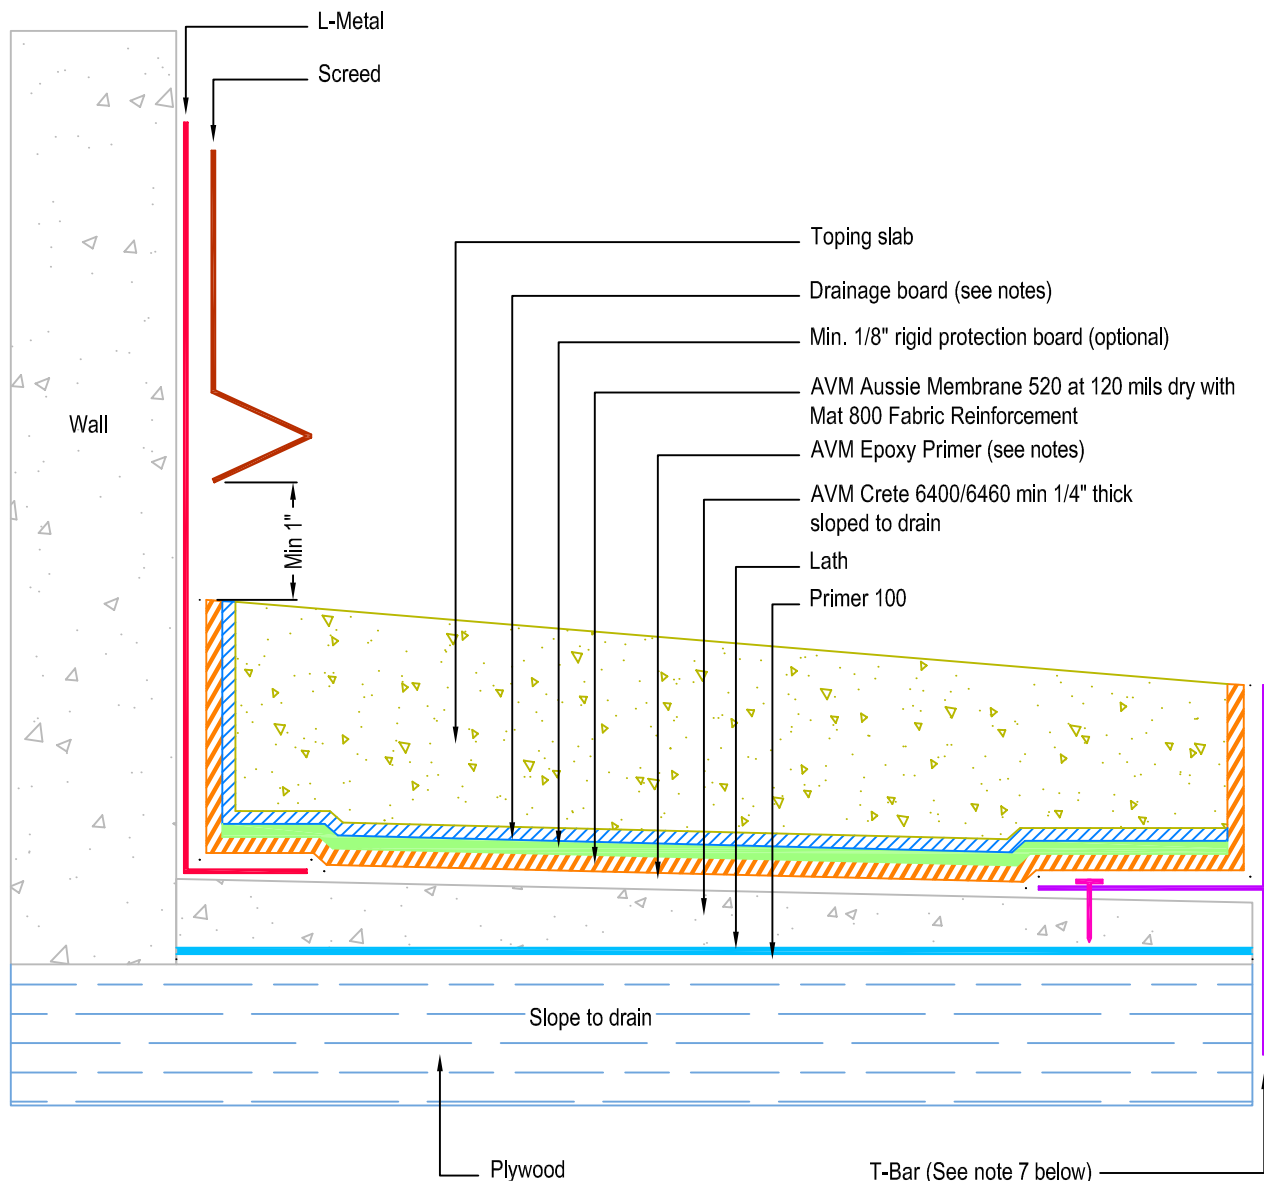 L-Metal
Screed
Toping slab
Drainage board (see notes)
Min. 1/8" rigid protection board (optional)
AVM Aussie Membrane 520 at 120 mils dry with
Mat 800 Fabric Reinforcement
Wall
AVM Epoxy Primer (see notes)
AVM Crete 6400/6460 min 1/4" thick
sloped to drain
Min 1"
Lath
Primer 100
Slope to drain
Plywood
T-Bar (See note 7 below)